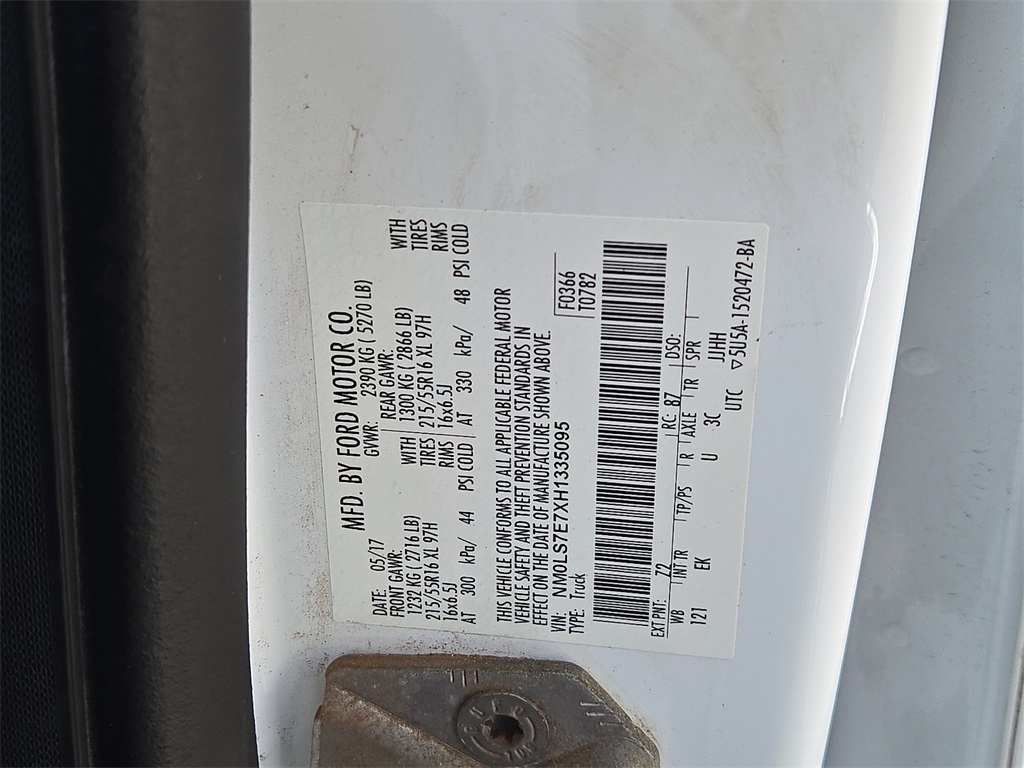 MFD. BY FORD MOTOR CO.
DATE: 05/17 GVWR: 2390 KG ( 5270 LB)
FRONT GAWR: REAR GAWR:
1232 KG ( 2716 LB) WITH 1300 KG ( 2866 LB) WITH
215/55R16 XL 97H TIRES 215/55R16 XL 97H TIRES
16x6.5J RIMS 16x6.5J RIMS
AT 300 kPa/ 44 PSI COLD AT 330 kPa/ 48 PSI COLD
THIS VEHICLE CONFORMS TO ALL APPLICABLE FEDERAL MOTOR
VEHICLE SAFETY AND THEFT PREVENTION STANDARDS IN
EFFECT ON THE DATE OF MANUFACTURE SHOWN ABOVE.
VIN: NM0LS7E7XH1335095 F0366
TYPE: Truck T0782
EXT PNT: Z2 RC: B7 DSO:
WB INT TR TP/PS R AXLE TR SPR
121 EK U 3C JJHH
UTC ▽5U5A-1520472-BA